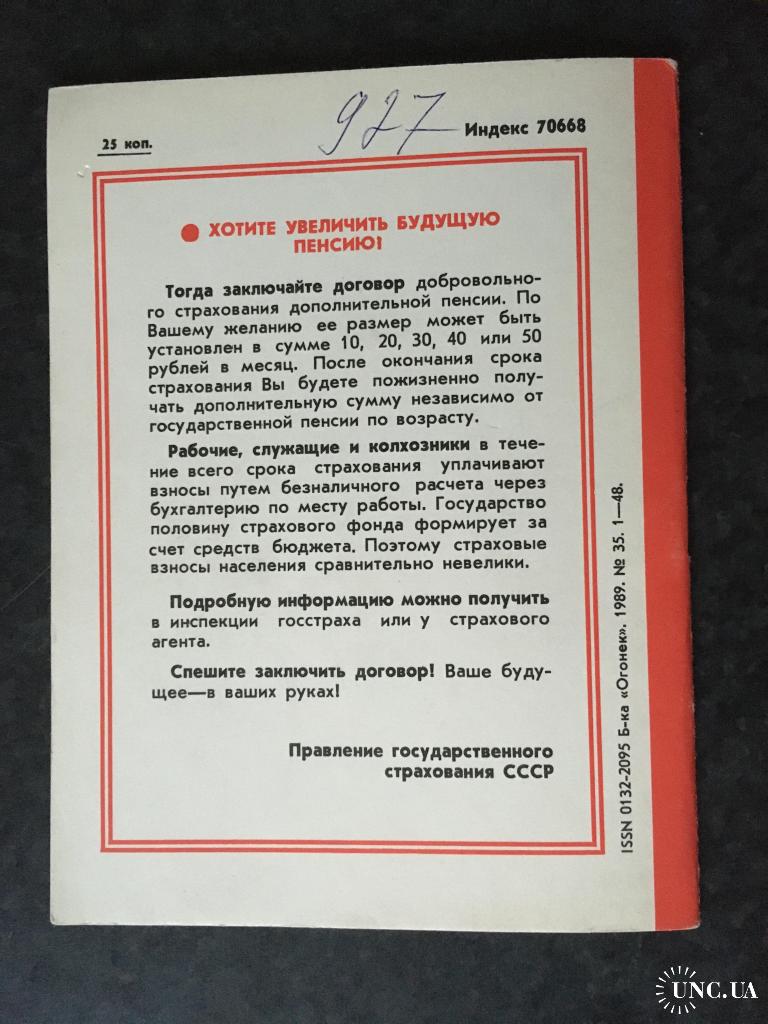 25 коп.
927
Индекс 70668
● ХОТИТЕ УВЕЛИЧИТЬ БУДУЩУЮ
ПЕНСИЮ?
Тогда заключайте договор добровольно-
го страхования дополнительной пенсии. По
Вашему желанию ее размер может быть
установлен в сумме 10, 20, 30, 40 или 50
рублей в месяц. После окончания срока
страхования Вы будете пожизненно полу-
чать дополнительную сумму независимо от
государственной пенсии по возрасту.
Рабочие, служащие и колхозники в тече-
ние всего срока страхования уплачивают
взносы путем безналичного расчета через
бухгалтерию по месту работы. Государство
половину страхового фонда формирует за
счет средств бюджета. Поэтому страховые
взносы населения сравнительно невелики.
Подробную информацию можно получить
в инспекции госстраха или у страхового
агента.
Спешите заключить договор! Ваше буду-
щее—в ваших руках!
Правление государственного
страхования СССР
ISSN 0132-2095 Б-ка «Огонек». 1989. № 35. 1—48.
UNC.UA